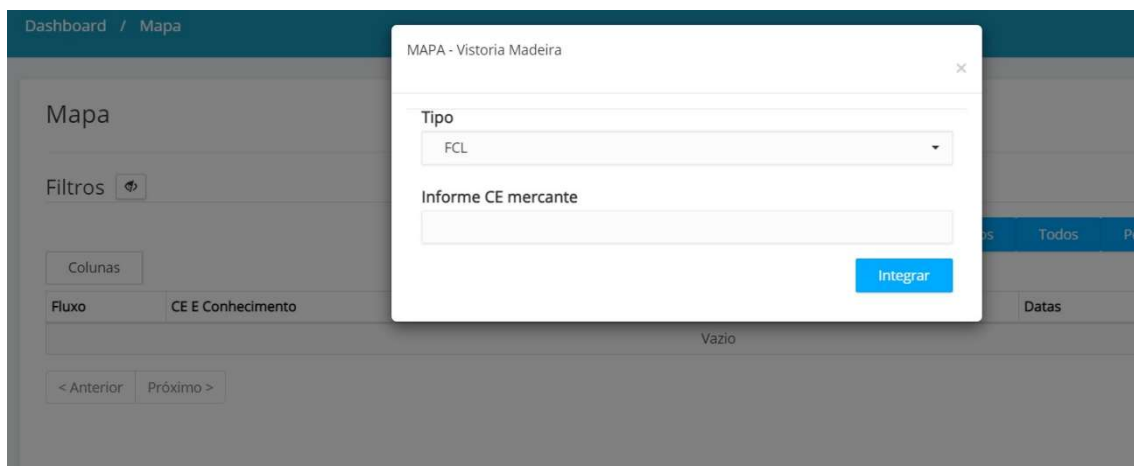 Dashboard / Mapa
MAPA - Vistoria Madeira
×
Mapa
Tipo
FCL
Filtros
Informe CE mercante
Todos
Colunas
Integrar
Fluxo CE E Conhecimento Datas
Vazio
< Anterior Próximo >